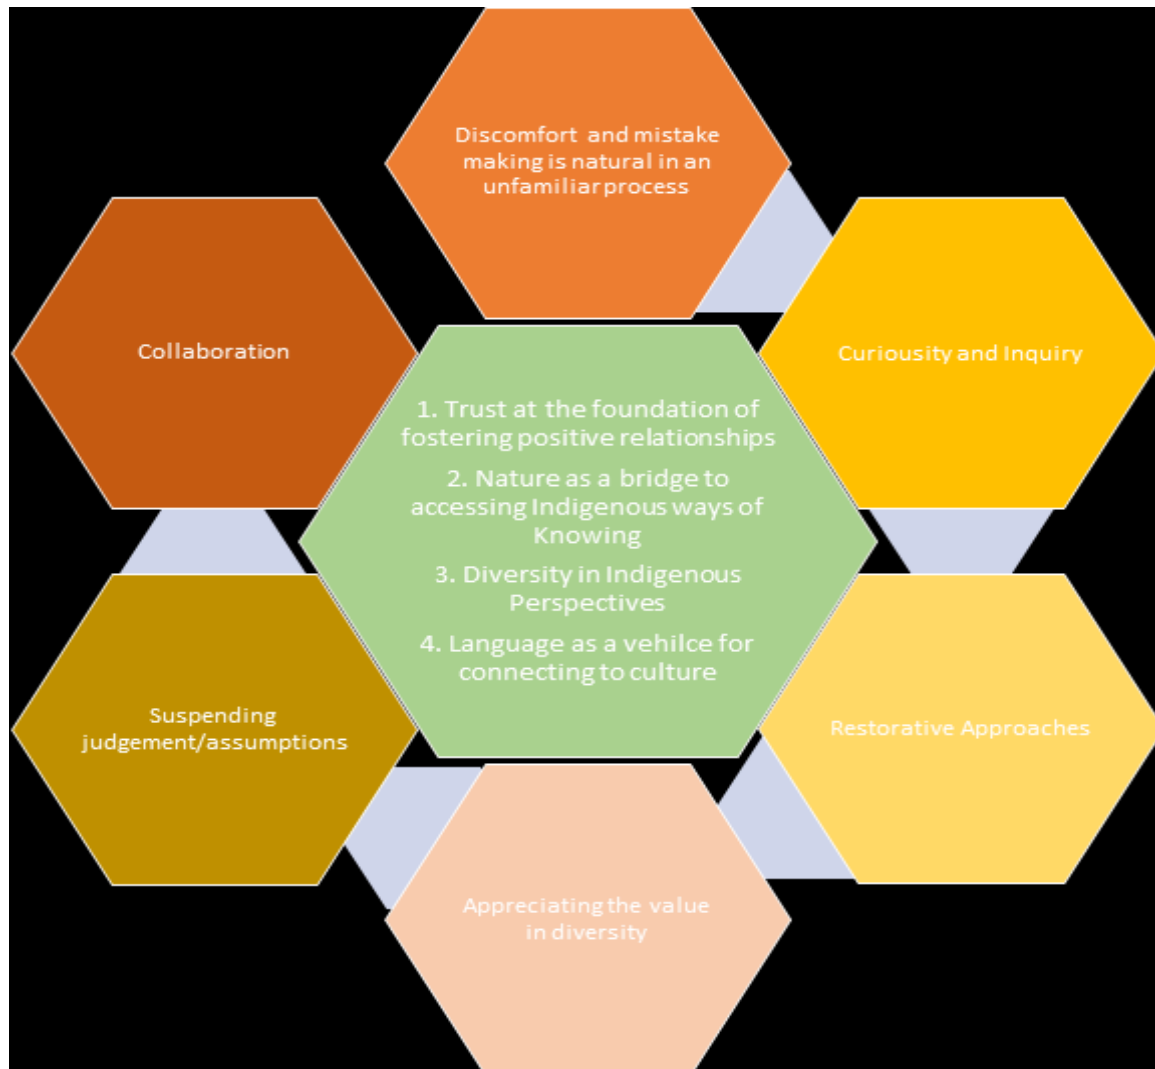 Discomfort and mistake
making is natural in an
unfamiliar process
Collaboration
Curiousity and Inquiry
1. Trust at the foundation of
fostering positive relationships
2. Nature as a bridge to
accessing Indigenous ways of
Knowing
3. Diversity in Indigenous
Perspectives
4. Language as a vehilce for
connecting to culture
Suspending
judgement/assumptions
Restorative Approaches
Appreciating the value
in diversity